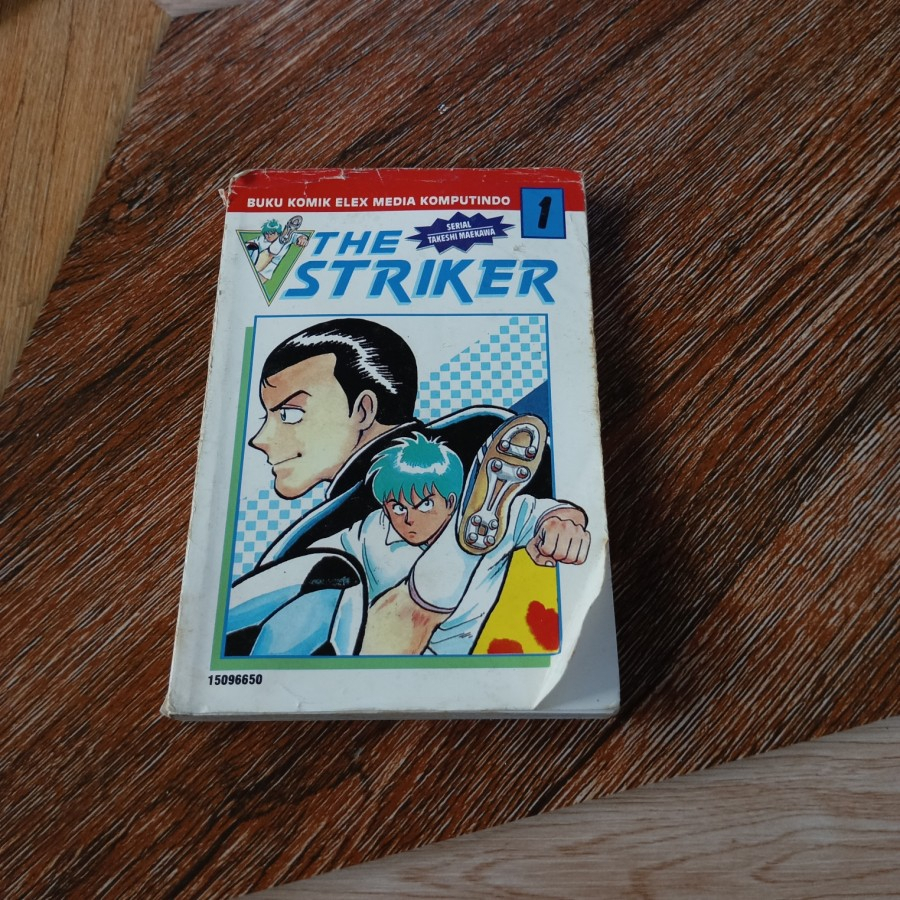 BUKU KOMIK ELEX MEDIA KOMPUTINDO
1
SERIAL
TAKESHI MAEKAWA
THE
STRIKER
15096650